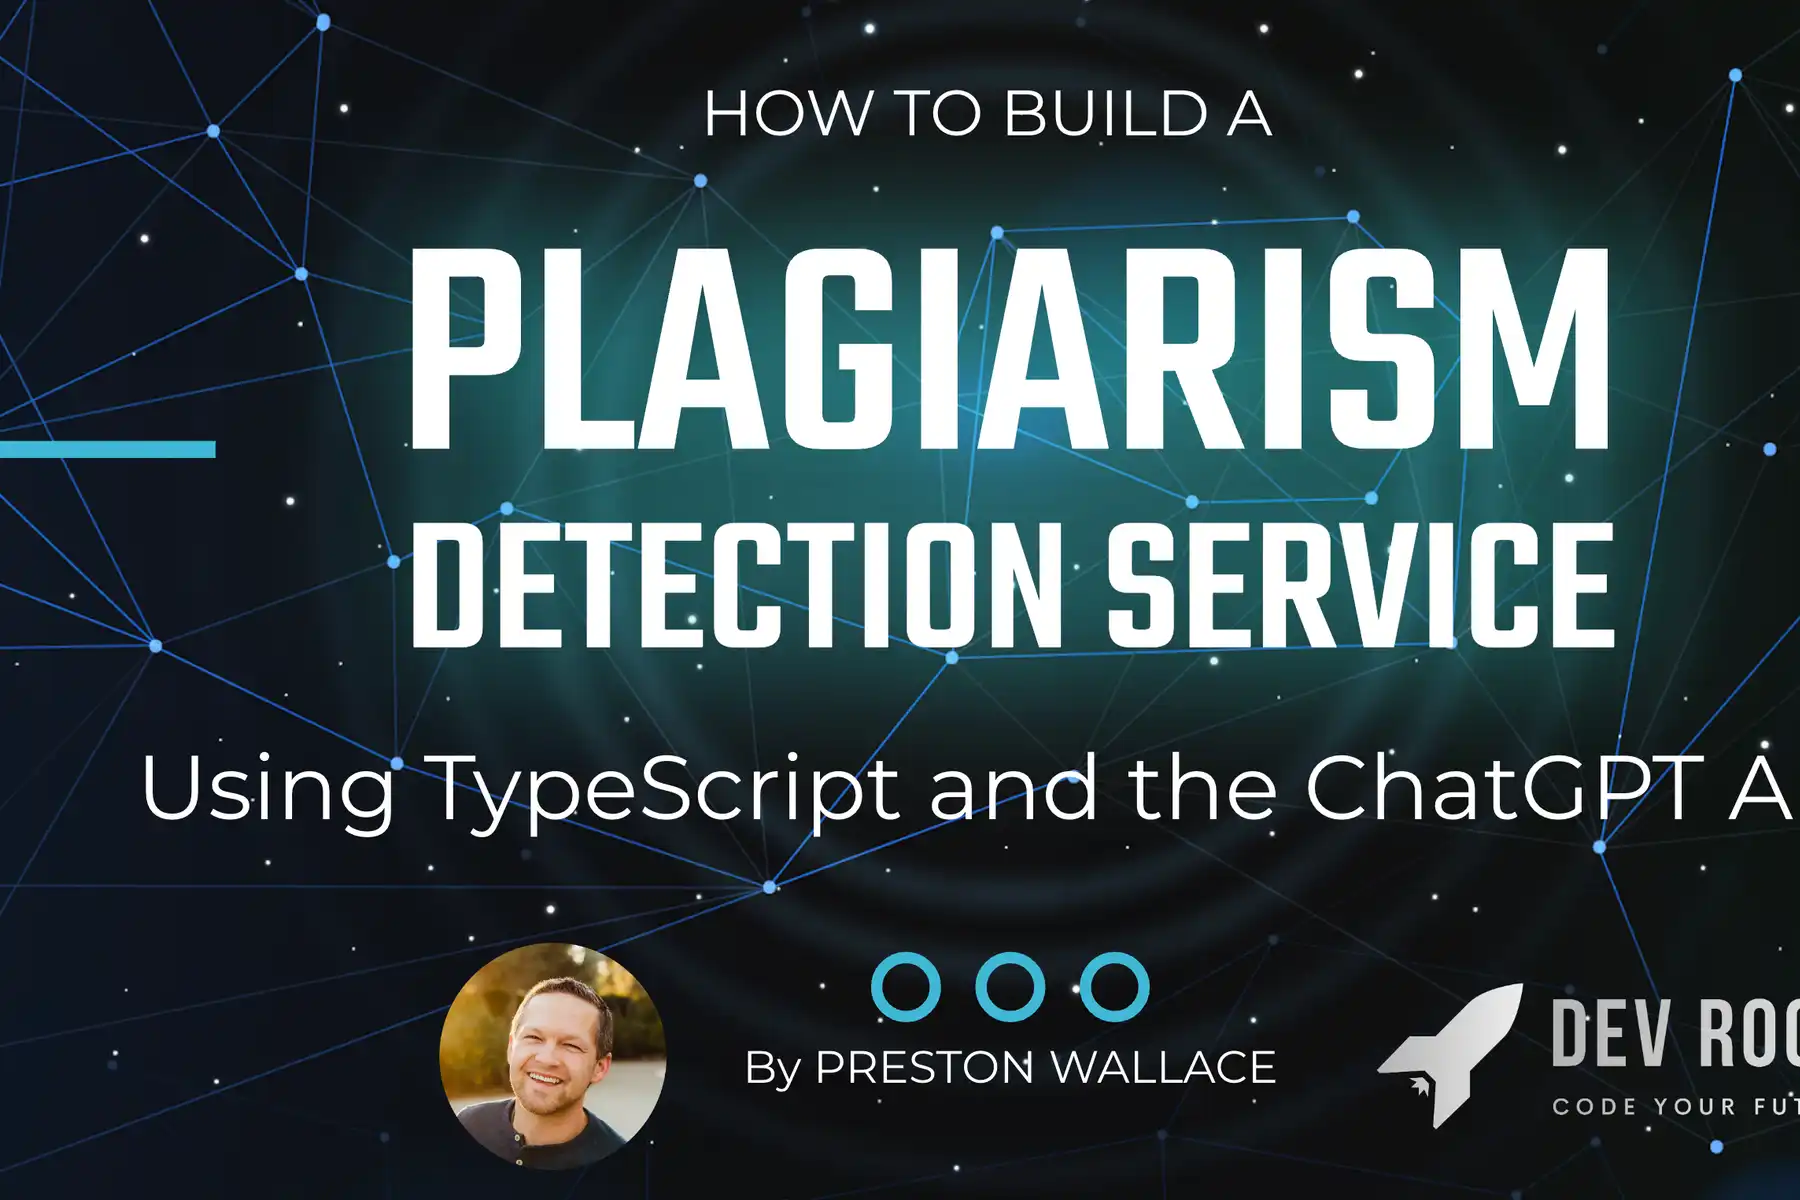 HOW TO BUILD A
PLAGIARISM
DETECTION SERVICE
Using TypeScript and the ChatGPT A
By PRESTON WALLACE
DEV ROC
CODE YOUR FUT